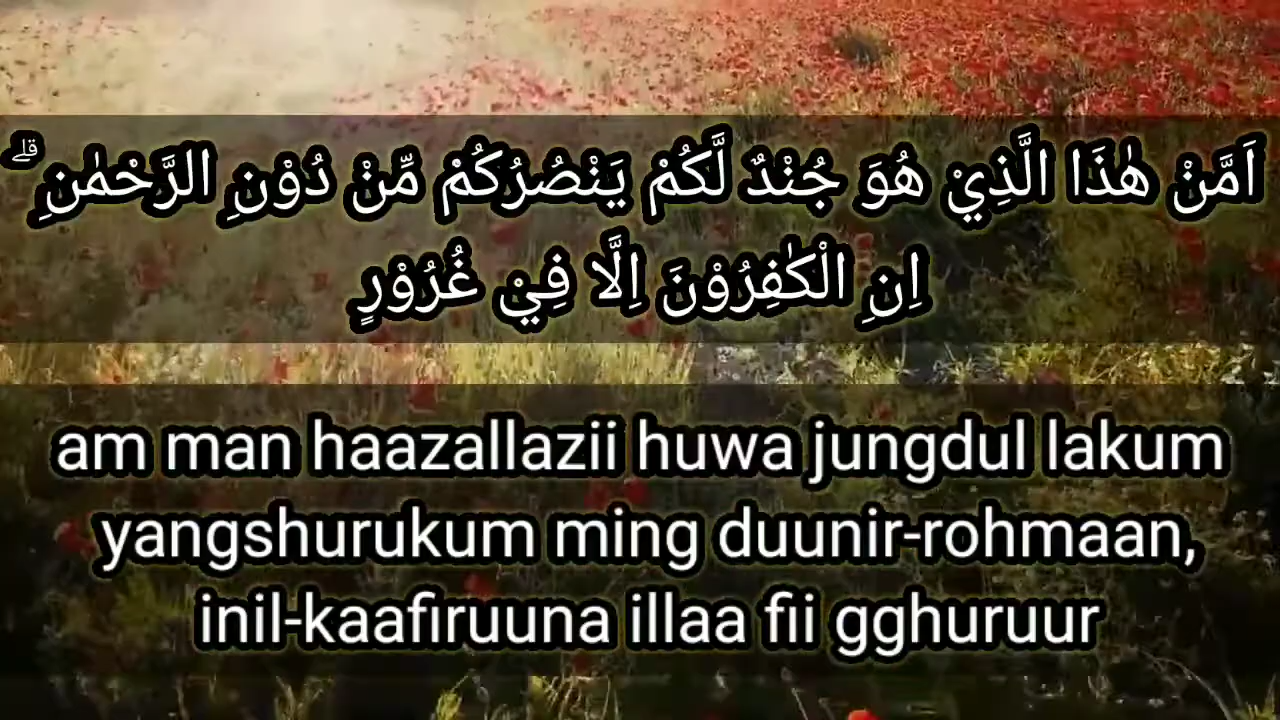 اَمَّنْ هٰذَا الَّذِيْ هُوَ جُنْدٌ لَّكُمْ يَنْصُرُكُمْ مِّنْ دُوْنِ الرَّحْمٰنِۗ
اِنِ الْكٰفِرُوْنَ اِلَّا فِيْ غُرُوْرٍ
am man haazallazii huwa jungdul lakum
yangshurukum ming duunir-rohmaan,
inil-kaafiruuna illaa fii gghuruur